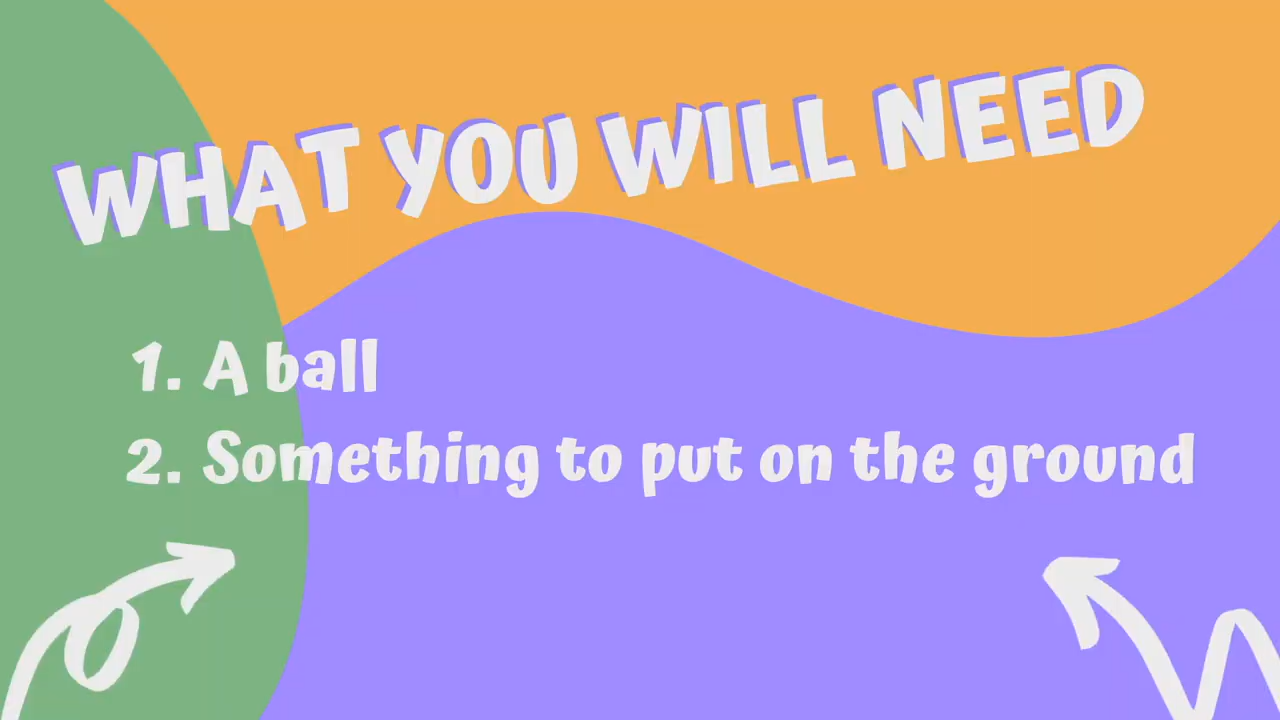 WHAT YOU WILL NEED
1. A ball
2. Something to put on the ground